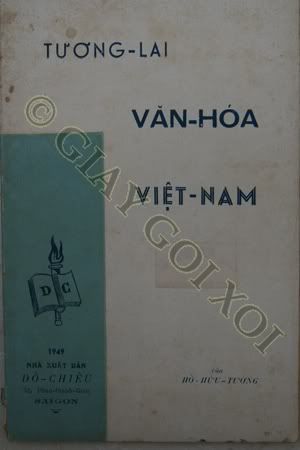 TƯƠNG-LAI
VĂN-HÓA
VIỆT-NAM
© GIAY GOI XOI
Đ C
1949
NHÀ XUẤT BẢN
ĐỒ-CHIỂU
SAIGON
của
HỒ-HỮU-TƯỜNG